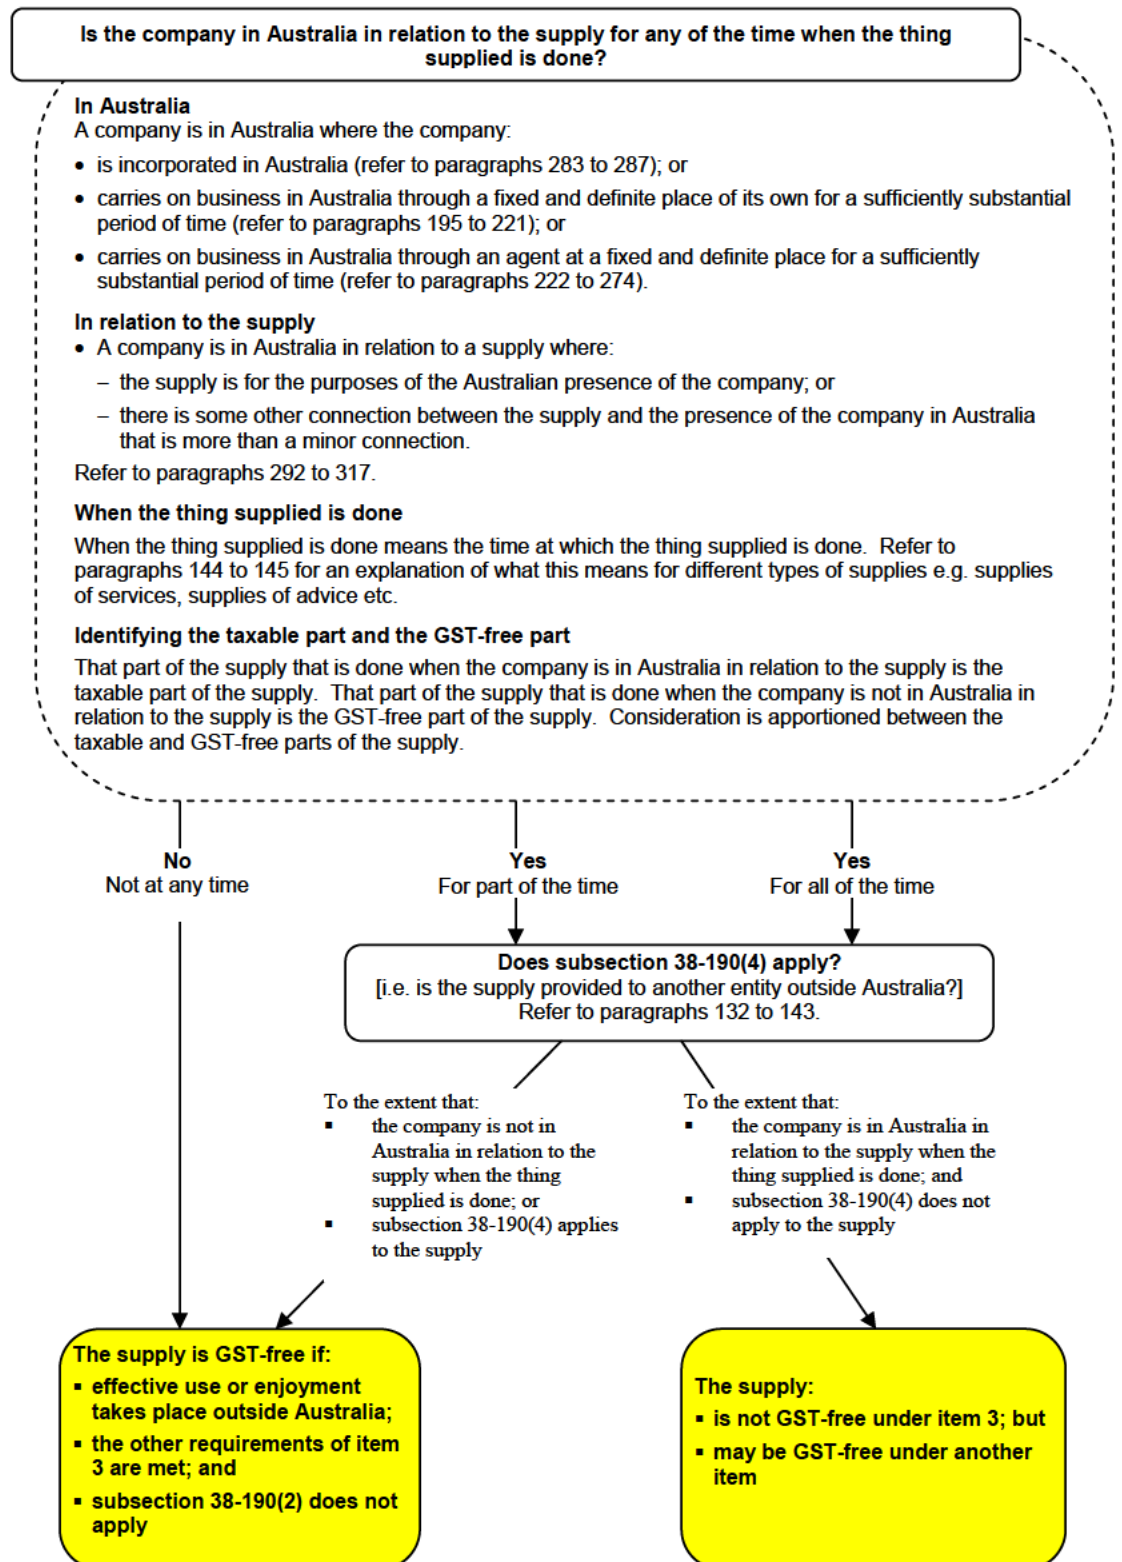 Is the company in Australia in relation to the supply for any of the time when the thing
supplied is done?
In Australia
A company is in Australia where the company:
• is incorporated in Australia (refer to paragraphs 283 to 287); or
• carries on business in Australia through a fixed and definite place of its own for a sufficiently substantial
period of time (refer to paragraphs 195 to 221); or
• carries on business in Australia through an agent at a fixed and definite place for a sufficiently
substantial period of time (refer to paragraphs 222 to 274).
In relation to the supply
• A company is in Australia in relation to a supply where:
– the supply is for the purposes of the Australian presence of the company; or
– there is some other connection between the supply and the presence of the company in Australia
that is more than a minor connection.
Refer to paragraphs 292 to 317.
When the thing supplied is done
When the thing supplied is done means the time at which the thing supplied is done. Refer to
paragraphs 144 to 145 for an explanation of what this means for different types of supplies e.g. supplies
of services, supplies of advice etc.
Identifying the taxable part and the GST-free part
That part of the supply that is done when the company is in Australia in relation to the supply is the
taxable part of the supply. That part of the supply that is done when the company is not in Australia in
relation to the supply is the GST-free part of the supply. Consideration is apportioned between the
taxable and GST-free parts of the supply.
No
Not at any time
Yes
For part of the time
Yes
For all of the time
Does subsection 38-190(4) apply?
[i.e. is the supply provided to another entity outside Australia?]
Refer to paragraphs 132 to 143.
To the extent that:
▪ the company is not in
Australia in relation to the
supply when the thing
supplied is done; or
▪ subsection 38-190(4) applies
to the supply
To the extent that:
▪ the company is in Australia in
relation to the supply when the
thing supplied is done; and
▪ subsection 38-190(4) does not
apply to the supply
The supply is GST-free if:
▪ effective use or enjoyment
takes place outside Australia;
▪ the other requirements of item
3 are met; and
▪ subsection 38-190(2) does not
apply
The supply:
▪ is not GST-free under item 3; but
▪ may be GST-free under another
item